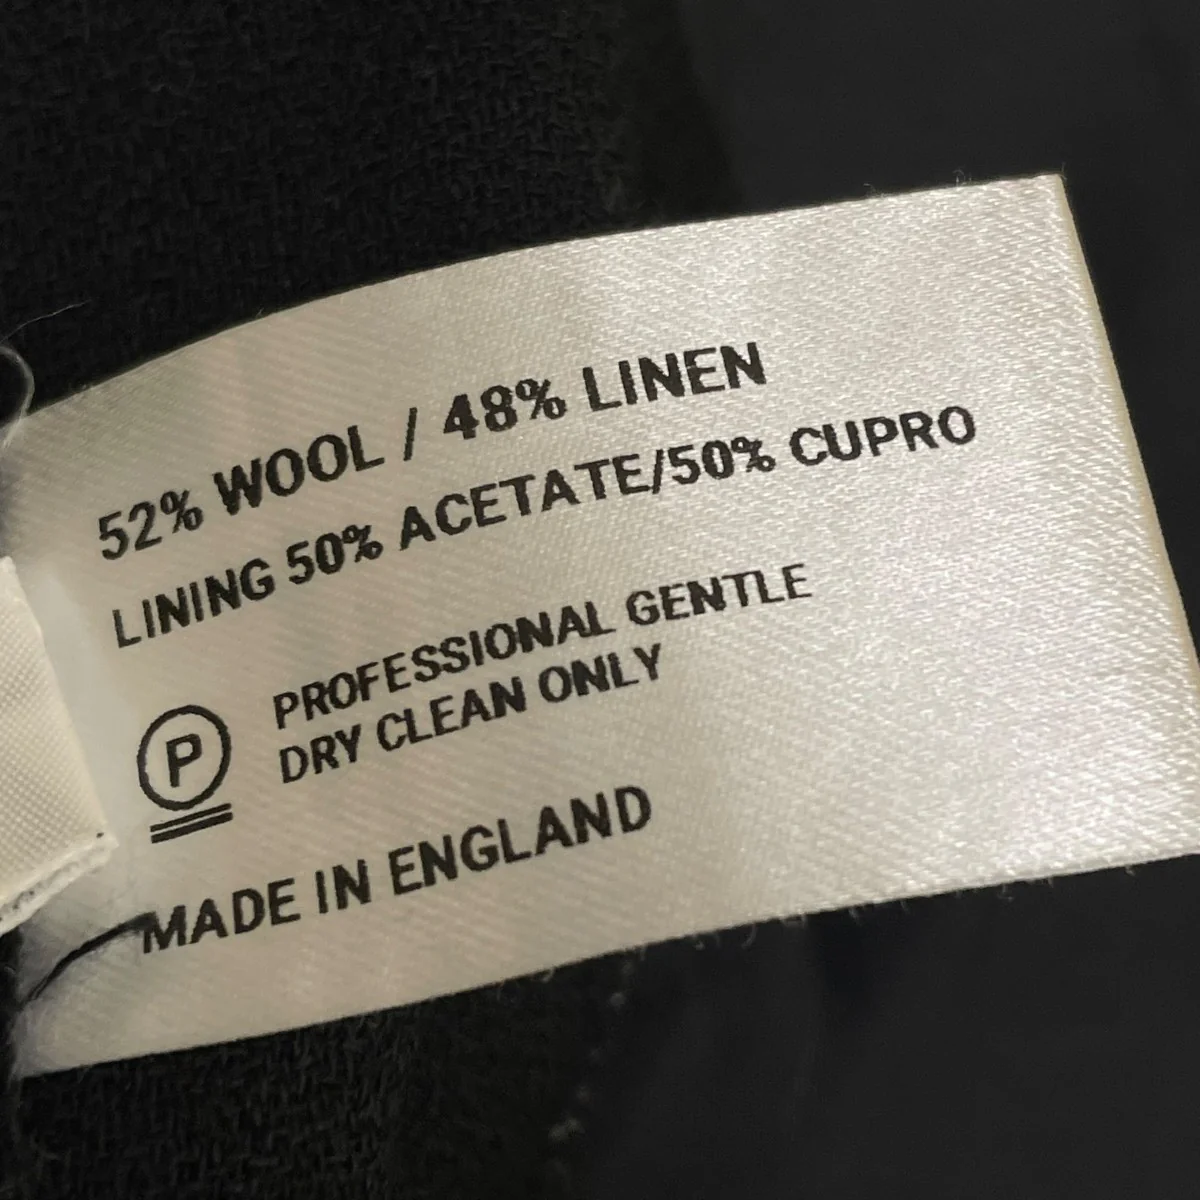 52% WOOL / 48% LINEN
LINING 50% ACETATE/50% CUPRO
PROFESSIONAL GENTLE
P DRY CLEAN ONLY
MADE IN ENGLAND